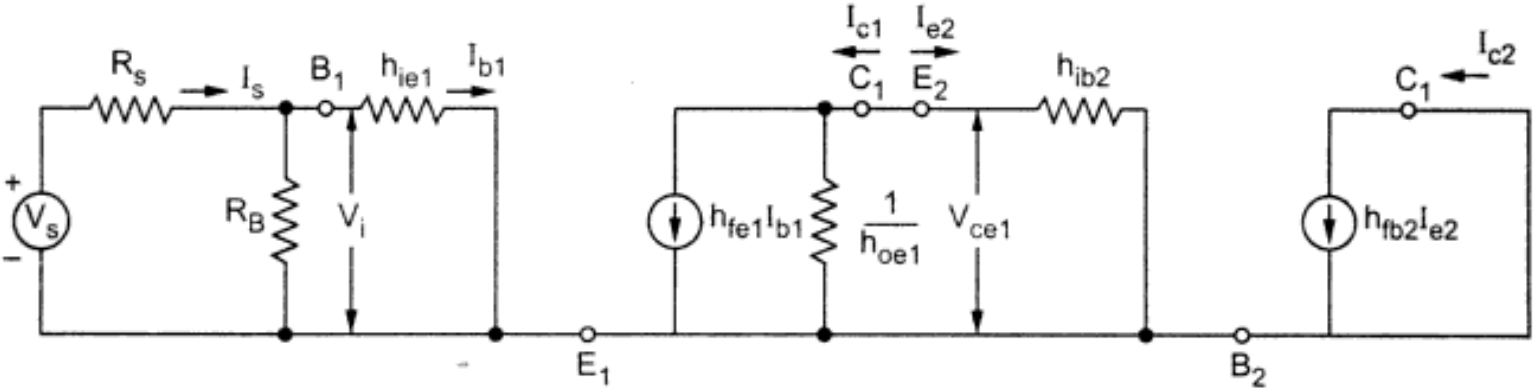 I_c1 I_e2
R_s I_s B_1 h_ie1 I_b1 C_1 E_2 h_ib2 C_1 I_c2
+
V_s
-
R_B V_i h_fe1 I_b1 1/h_oe1 V_ce1 h_fb2 I_e2
E_1 B_2